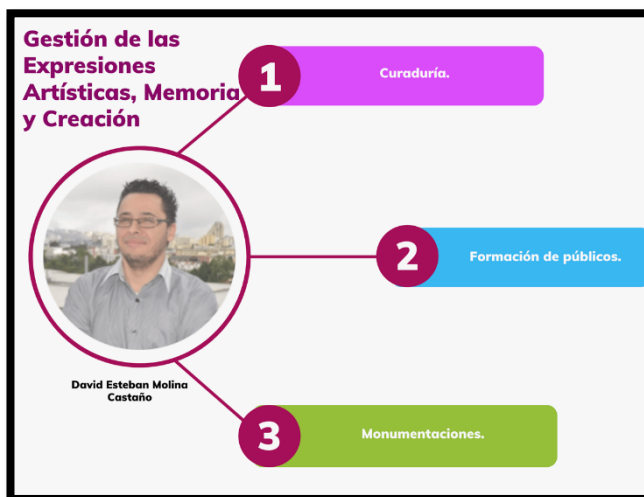 Gestión de las
Expresiones
Artísticas, Memoria
y Creación
1
Curaduría.
2
Formación de públicos.
David Esteban Molina
Castaño
3
Monumentaciones.